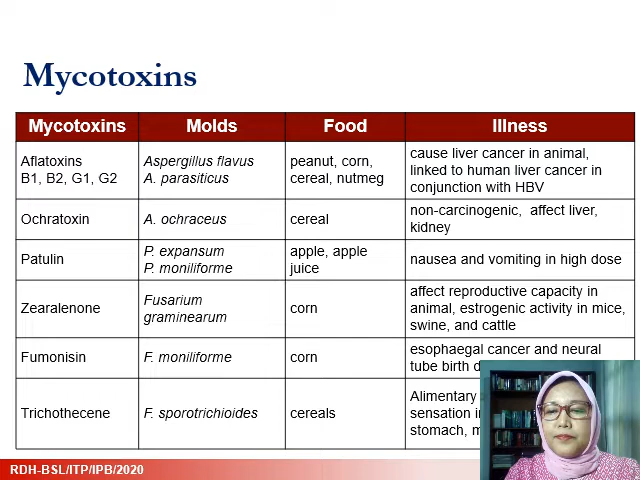 Mycotoxins
Mycotoxins Molds Food Illness
Aflatoxins
B1, B2, G1, G2
Aspergillus flavus
A. parasiticus
peanut, corn,
cereal, nutmeg
cause liver cancer in animal,
linked to human liver cancer in
conjunction with HBV
Ochratoxin
A. ochraceus
cereal
non-carcinogenic, affect liver,
kidney
Patulin
P. expansum
P. moniliforme
apple, apple
juice
nausea and vomiting in high dose
Zearalenone
Fusarium
graminearum
corn
affect reproductive capacity in
animal, estrogenic activity in mice,
swine, and cattle
Fumonisin
F. moniliforme
corn
esophaegal cancer and neural
tube birth
Trichothecene
F. sporotrichioides
cereals
Alimentary
sensation
stomach,
RDH-BSL/ITP/IPB/2020